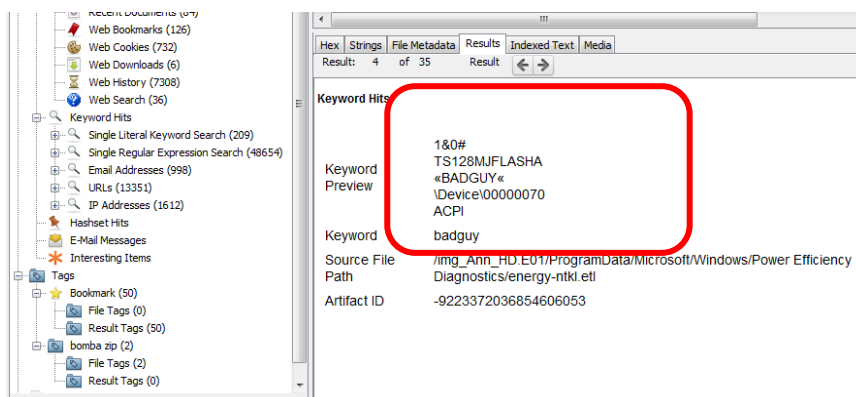 Recent Documents (84)
Web Bookmarks (126)
Web Cookies (732)
Web Downloads (6)
Web History (7308)
Web Search (36)
Keyword Hits
Single Literal Keyword Search (209)
Single Regular Expression Search (48654)
Email Addresses (998)
URLs (13351)
IP Addresses (1612)
Hashset Hits
E-Mail Messages
Interesting Items
Tags
Bookmark (50)
File Tags (0)
Result Tags (50)
bomba zip (2)
File Tags (2)
Result Tags (0)
Hex Strings File Metadata Results Indexed Text Media
Result: 4 of 35 Result
Keyword Hits
Keyword Preview
1&0#
TS128MJFLASHA
«BADGUY«
\Device\00000070
ACPI
Keyword badguy
Source File Path
/img_Ann_HD.E01/ProgramData/Microsoft/Windows/Power Efficiency
Diagnostics/energy-ntkl.etl
Artifact ID -9223372036854606053